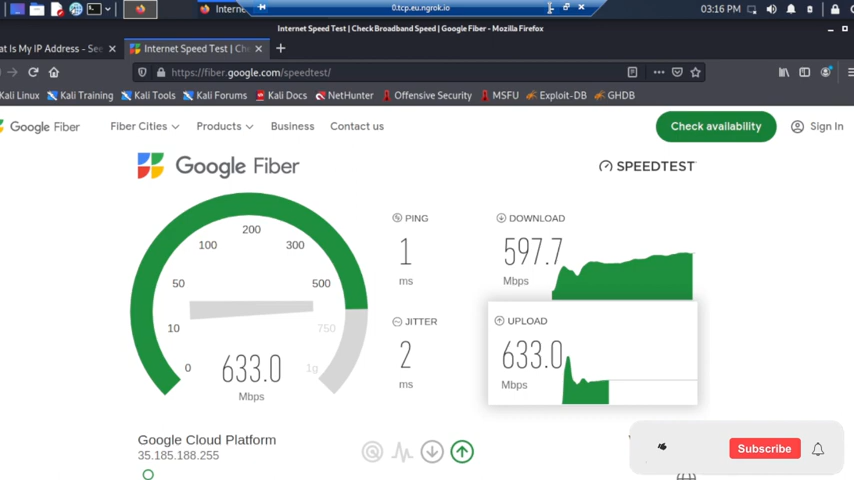 Interne
0.tcp.eu.ngrok.io
03:16 PM
Internet Speed Test | Check Broadband Speed | Google Fiber - Mozilla Firefox
at Is My IP Address - See
Internet Speed Test | Che
https://fiber.google.com/speedtest/
Kali Linux Kali Training Kali Tools Kali Forums Kali Docs NetHunter Offensive Security MSFU Exploit-DB GHDB
Google Fiber Fiber Cities Products Business Contact us Check availability Sign In
Google Fiber
SPEEDTEST
0
10
50
100
200
300
500
750
1g
633.0
Mbps
PING
1
ms
DOWNLOAD
597.7
Mbps
JITTER
2
ms
UPLOAD
633.0
Mbps
Google Cloud Platform
35.185.188.255
Subscribe